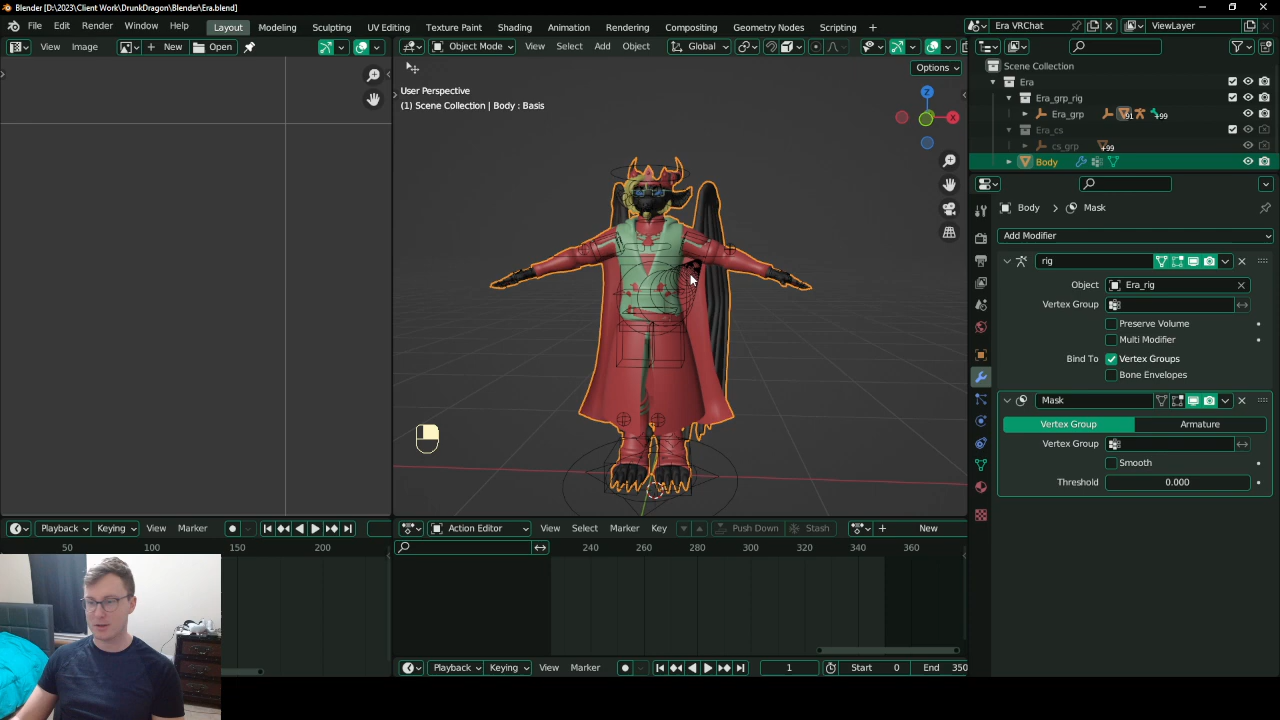 Blender [D:\2023\Client Work\DrunkDragon\Blender\Era.blend]
File Edit Render Window Help Layout Modeling Sculpting UV Editing Texture Paint Shading Animation Rendering Compositing Geometry Nodes Scripting Era VRChat ViewLayer
View Image New Open Object Mode View Select Add Object Global
Options
User Perspective
(1) Scene Collection | Body : Basis
Z
X
Scene Collection
Era
Era_grp_rig
Era_grp 91 +99
Era_cs
cs_grp +99
Body
Body Mask
Add Modifier
rig
Object Era_rig
Vertex Group
Preserve Volume
Multi Modifier
Bind To Vertex Groups
Bone Envelopes
Mask
Vertex Group Armature
Vertex Group
Smooth
Threshold 0.000
Playback Keying View Marker
50 100 150 200
Action Editor View Select Marker Key Push Down Stash New
240 260 280 300 320 340 360
Playback Keying View Marker 1 Start 0 End 350